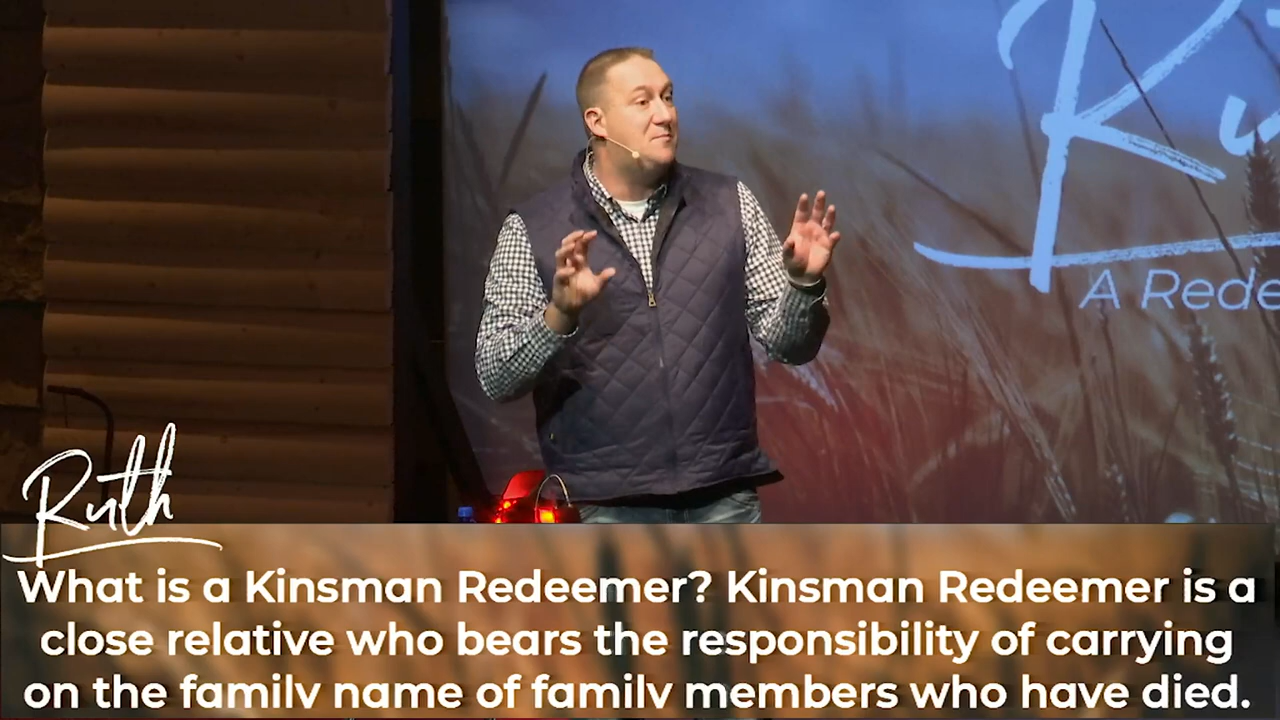 Ru
A Rede
Ruth
What is a Kinsman Redeemer? Kinsman Redeemer is a
close relative who bears the responsibility of carrying
on the family name of family members who have died.